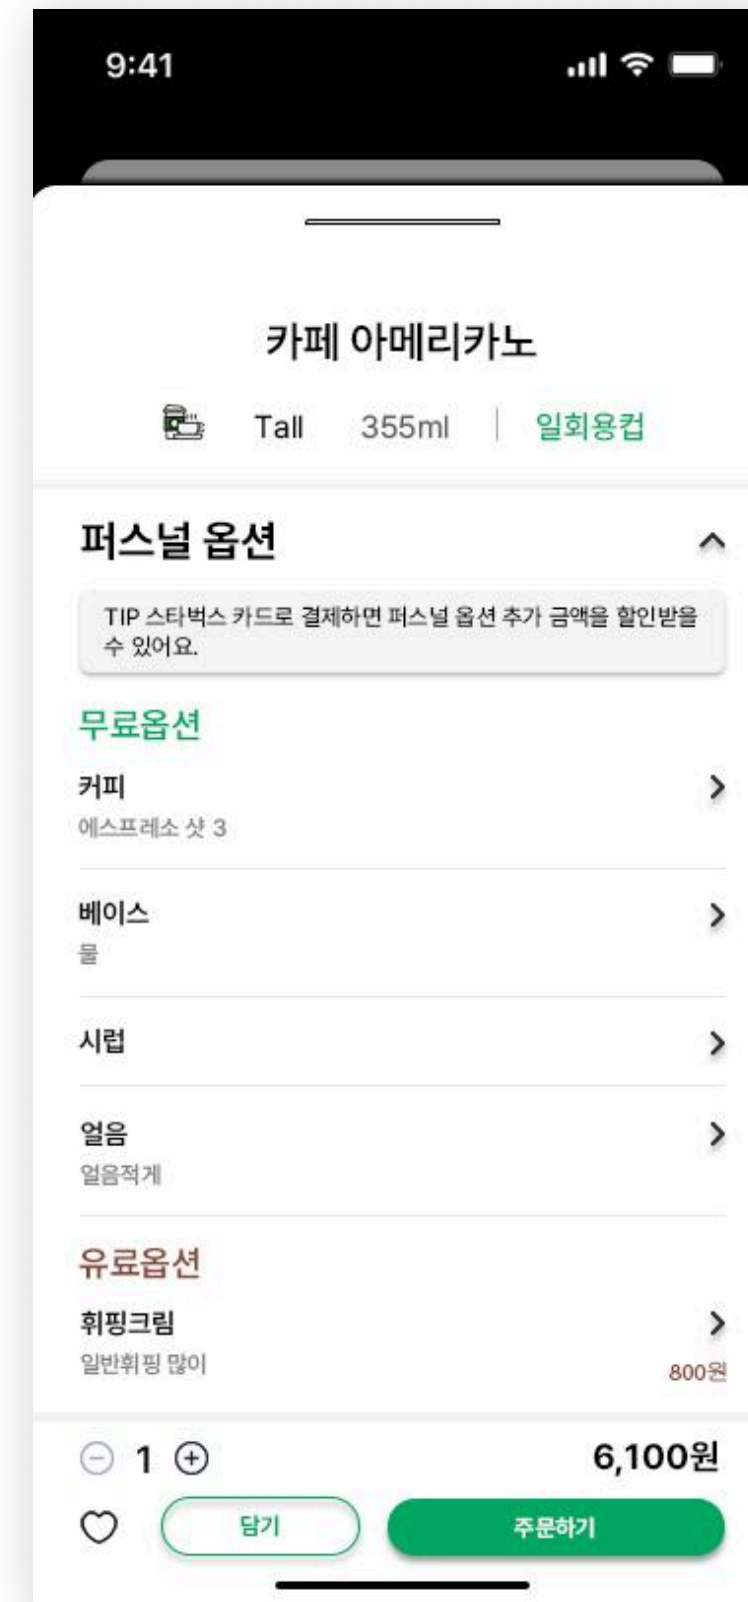 9:41
카페 아메리카노
Tall 355ml | 일회용컵
퍼스널 옵션
TIP 스타벅스 카드로 결제하면 퍼스널 옵션 추가 금액을 할인받을
수 있어요.
무료옵션
커피
에스프레소 샷 3
베이스
물
시럽
얼음
얼음적게
유료옵션
휘핑크림
일반휘핑 많이
800원
1
6,100원
담기
주문하기